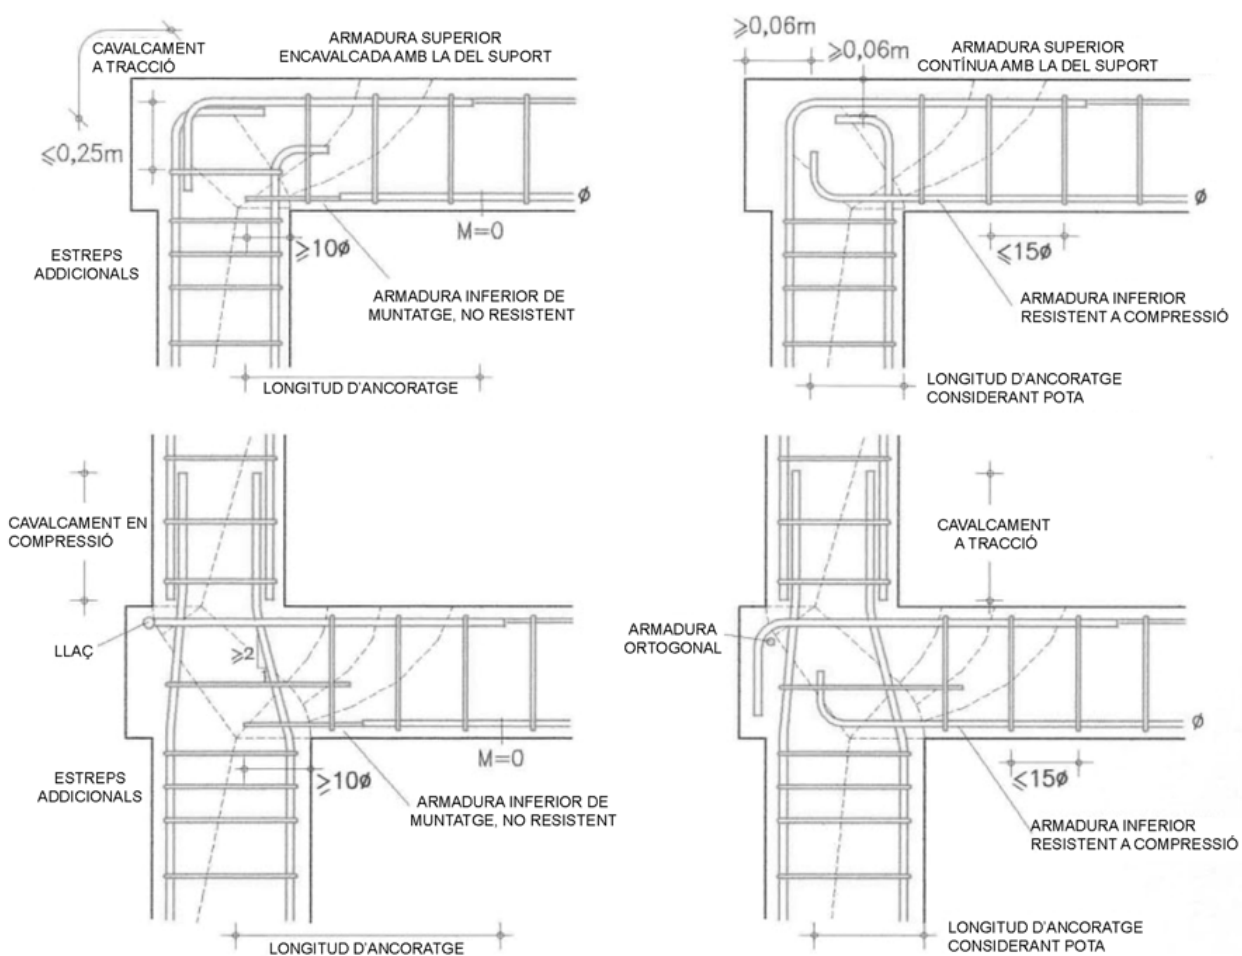 CAVALCAMENT
A TRACCIÓ
ARMADURA SUPERIOR
ENCAVALCADA AMB LA DEL SUPORT
⩽0,25m
ø
M=0
⩾10ø
ESTREPS
ADDICIONALS
ARMADURA INFERIOR DE
MUNTATGE, NO RESISTENT
LONGITUD D'ANCORATGE
⩾0,06m
⩾0,06m
ARMADURA SUPERIOR
CONTÍNUA AMB LA DEL SUPORT
ø
⩽15ø
ARMADURA INFERIOR
RESISTENT A COMPRESSIÓ
LONGITUD D'ANCORATGE
CONSIDERANT POTA
CAVALCAMENT EN
COMPRESSIÓ
LLAÇ
⩾2
1
M=0
⩾10ø
ESTREPS
ADDICIONALS
ARMADURA INFERIOR DE
MUNTATGE, NO RESISTENT
LONGITUD D'ANCORATGE
CAVALCAMENT
A TRACCIÓ
ARMADURA
ORTOGONAL
ø
⩽15ø
ARMADURA INFERIOR
RESISTENT A COMPRESSIÓ
LONGITUD D'ANCORATGE
CONSIDERANT POTA